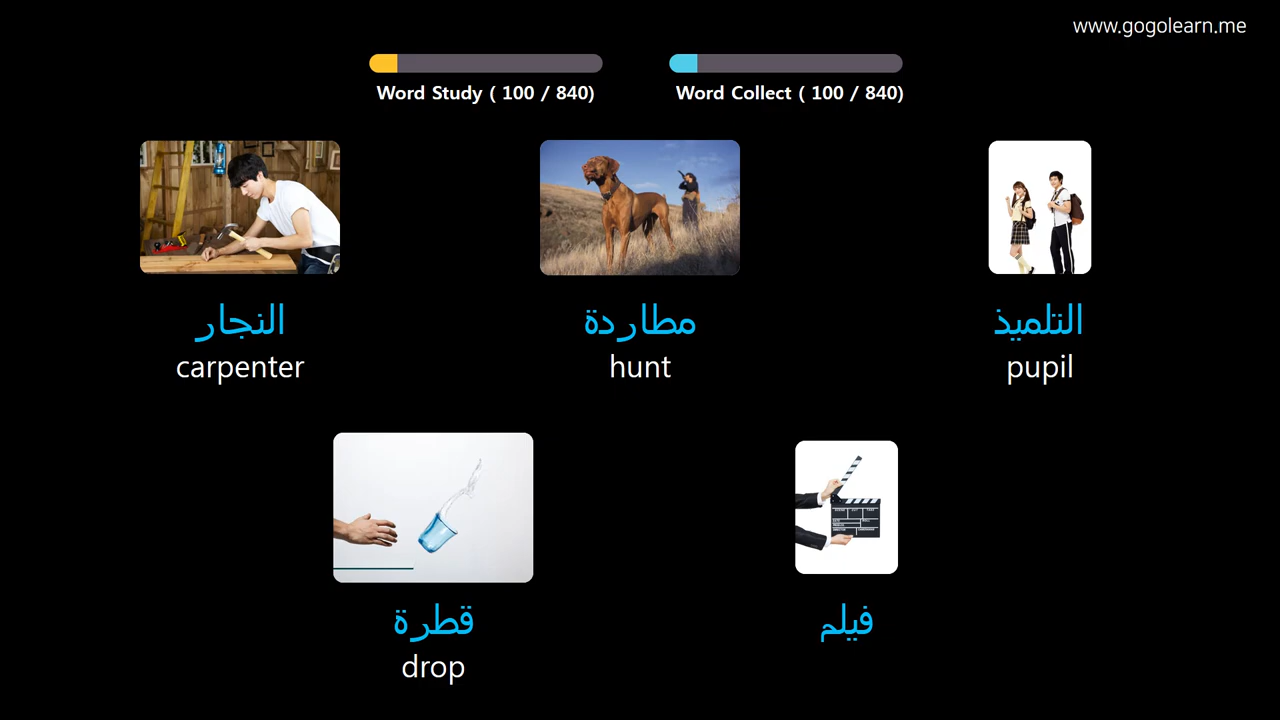 www.gogolearn.me
Word Study ( 100 / 840)
Word Collect ( 100 / 840)
النجار
carpenter
مطاردة
hunt
التلميذ
pupil
قطرة
drop
فيلم